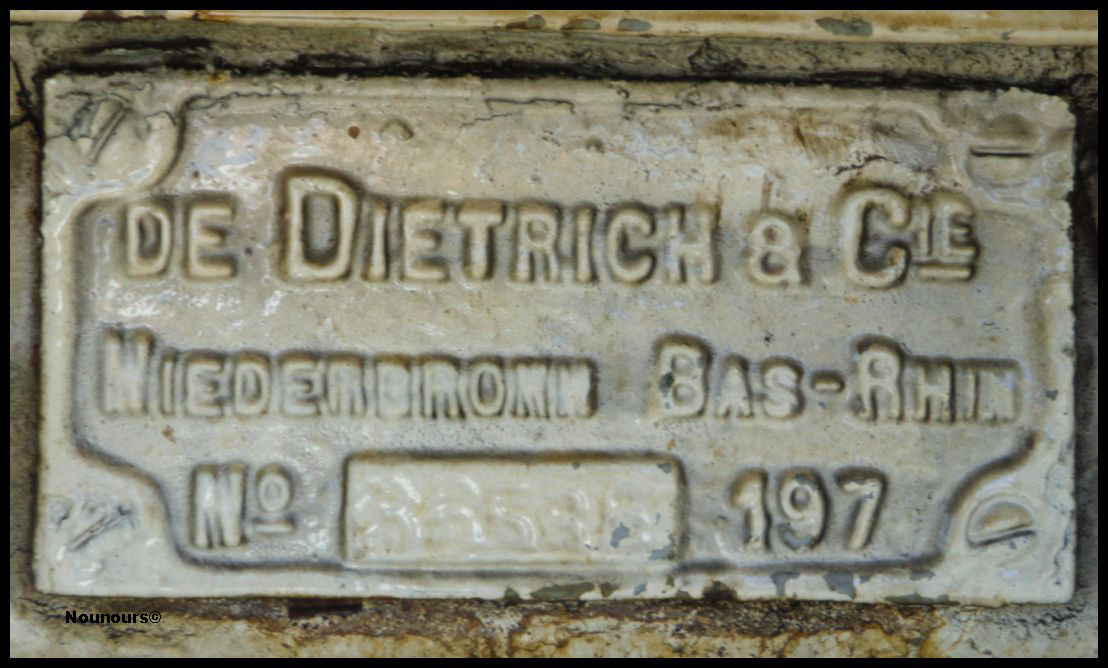 DE DIETRICH & CIE
NIEDERBRONN BAS-RHIN
No 197
Nounours©